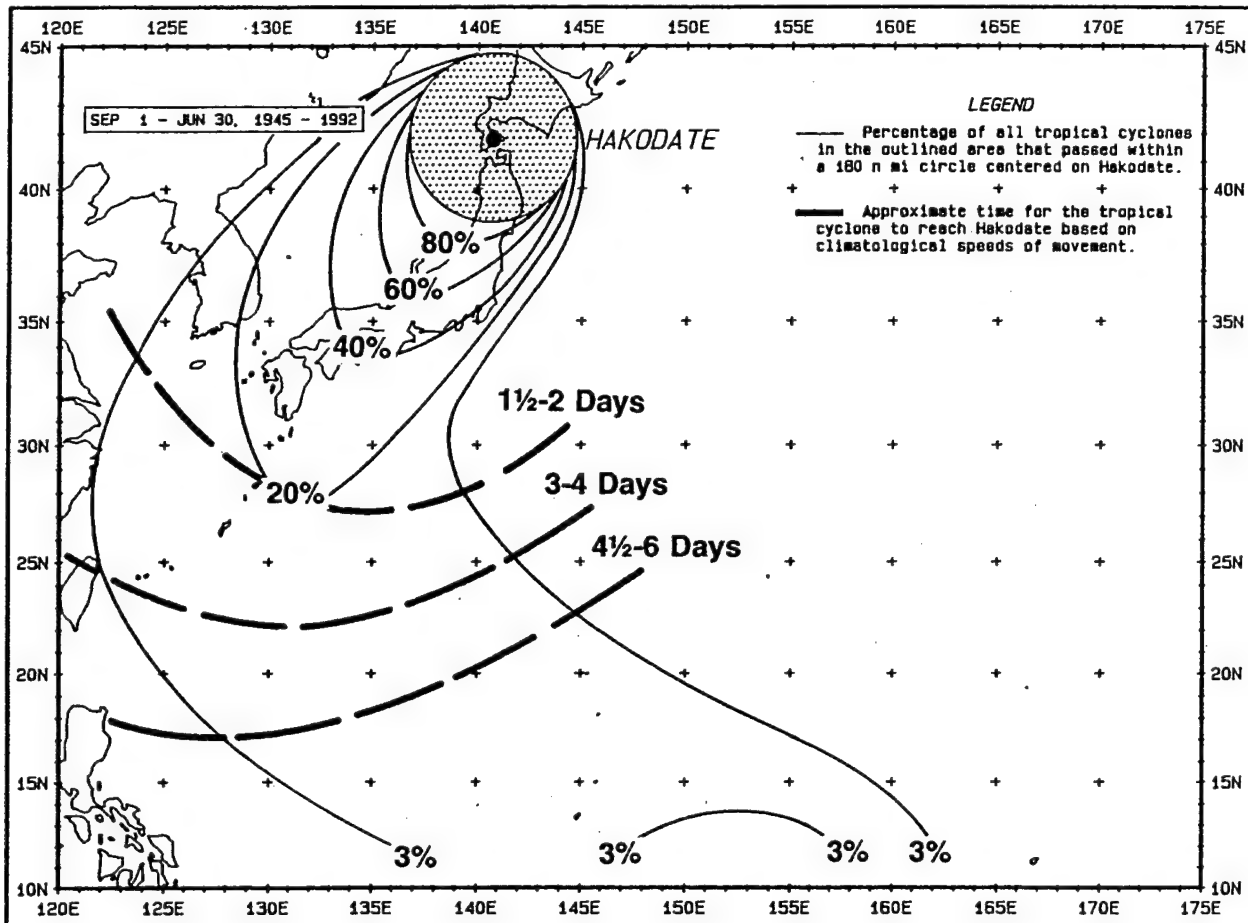 120E 125E 130E 135E 140E 145E 150E 155E 160E 165E 170E 175E
45N 45N
SEP 1 - JUN 30, 1945 - 1992
HAKODATE
LEGEND
Percentage of all tropical cyclones
in the outlined area that passed within
a 180 n mi circle centered on Hakodate.
Approximate time for the tropical
cyclone to reach Hakodate based on
climatological speeds of movement.
40N 40N
80%
60%
35N 35N
40%
1½-2 Days
30N 30N
20%
3-4 Days
4½-6 Days
25N 25N
20N 20N
15N 15N
3% 3% 3% 3%
10N 10N
120E 125E 130E 135E 140E 145E 150E 155E 160E 165E 170E 175E